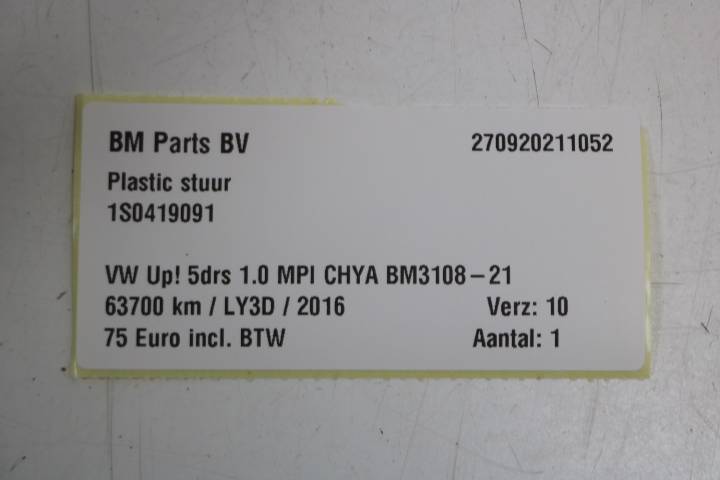 BM Parts BV 270920211052
Plastic stuur
1S0419091
VW Up! 5drs 1.0 MPI CHYA BM3108-21
63700 km / LY3D / 2016 Verz: 10
75 Euro incl. BTW Aantal: 1